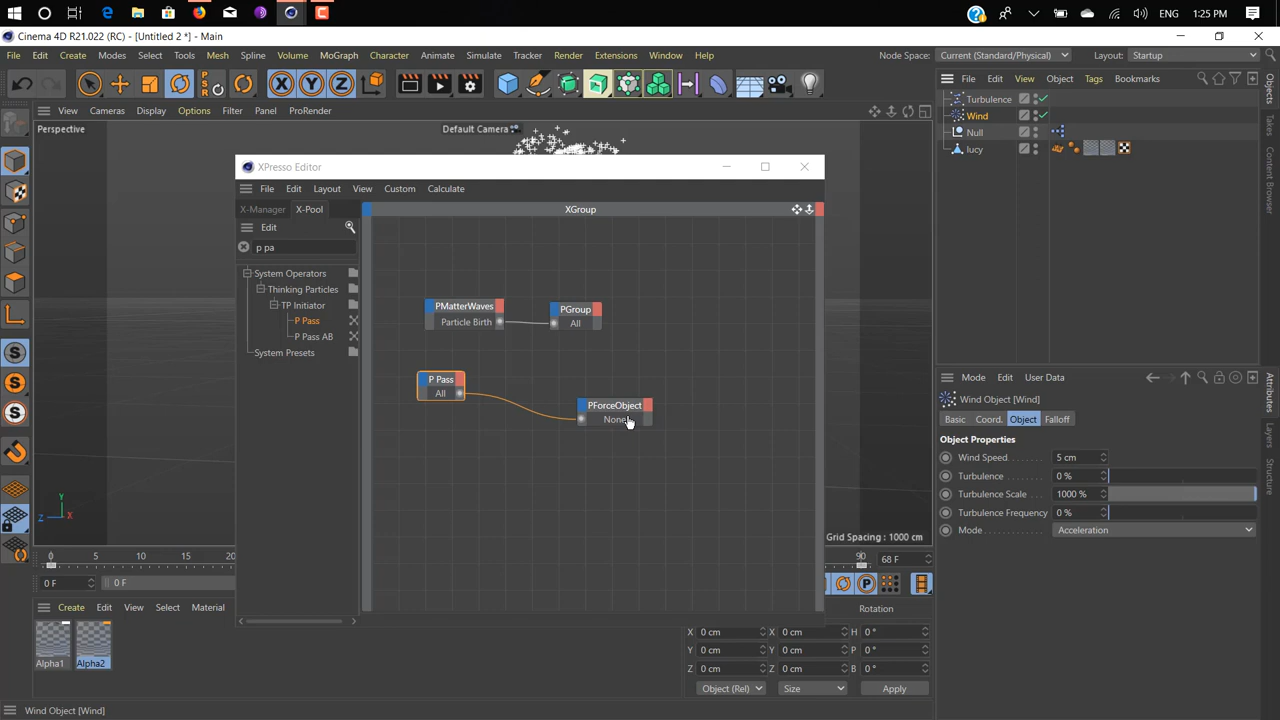 ENG 1:25 PM
Cinema 4D R21.022 (RC) - [Untitled 2 *] - Main
File Edit Create Modes Select Tools Mesh Spline Volume MoGraph Character Animate Simulate Tracker Render Extensions Window Help Node Space: Current (Standard/Physical) Layout: Startup
X Y Z
File Edit View Object Tags Bookmarks
View Cameras Display Options Filter Panel ProRender
Perspective
Default Camera
Turbulence
Wind
Null
lucy
XPresso Editor
File Edit Layout View Custom Calculate
X-Manager X-Pool XGroup
Edit
p pa
System Operators
Thinking Particles
TP Initiator
P Pass
P Pass AB
System Presets
PMatterWaves PGroup
Particle Birth All
P Pass
All
PForceObject
None
Mode Edit User Data
Wind Object [Wind]
Basic Coord. Object Falloff
Object Properties
Wind Speed 5 cm
Turbulence 0 %
Turbulence Scale 1000 %
Turbulence Frequency 0 %
Mode Acceleration
Objects
Takes
Content Browser
Attributes
Layers
Structure
Y
Z X
Grid Spacing : 1000 cm
0 5 10 15 20 90 68 F
0 F 0 F
Create Edit View Select Material
Rotation
Alpha1 Alpha2
X 0 cm X 0 cm H 0 °
Y 0 cm Y 0 cm P 0 °
Z 0 cm Z 0 cm B 0 °
Object (Rel) Size Apply
Wind Object [Wind]